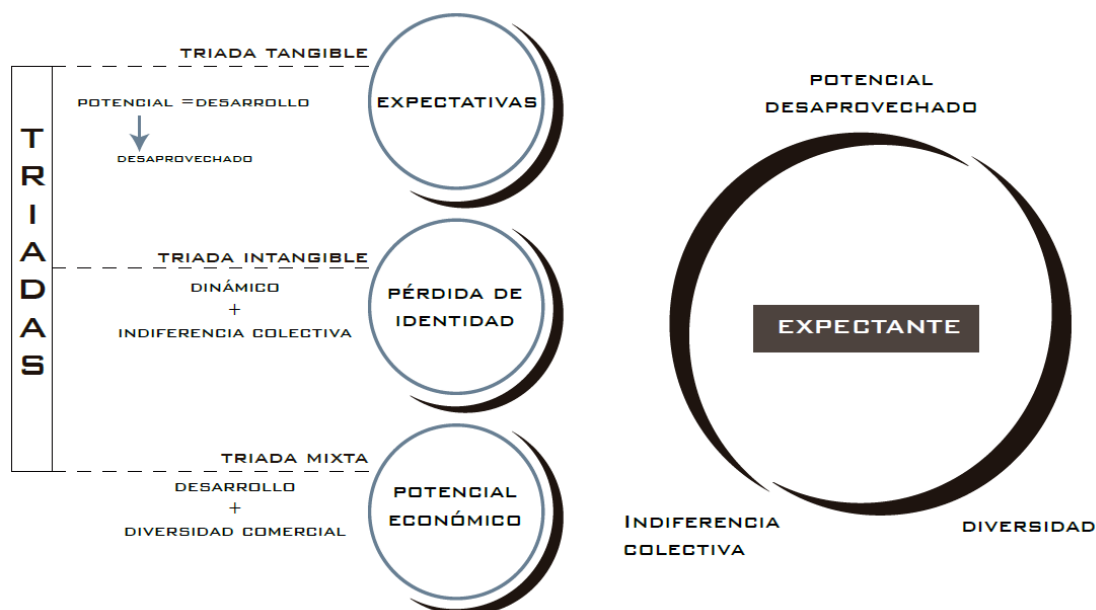 TRIADAS
TRIADA TANGIBLE
POTENCIAL =DESARROLLO
DESAPROVECHADO
EXPECTATIVAS
TRIADA INTANGIBLE
DINÁMICO
+
INDIFERENCIA COLECTIVA
PÉRDIDA DE
IDENTIDAD
TRIADA MIXTA
DESARROLLO
+
DIVERSIDAD COMERCIAL
POTENCIAL
ECONÓMICO
POTENCIAL
DESAPROVECHADO
EXPECTANTE
INDIFERENCIA
COLECTIVA
DIVERSIDAD